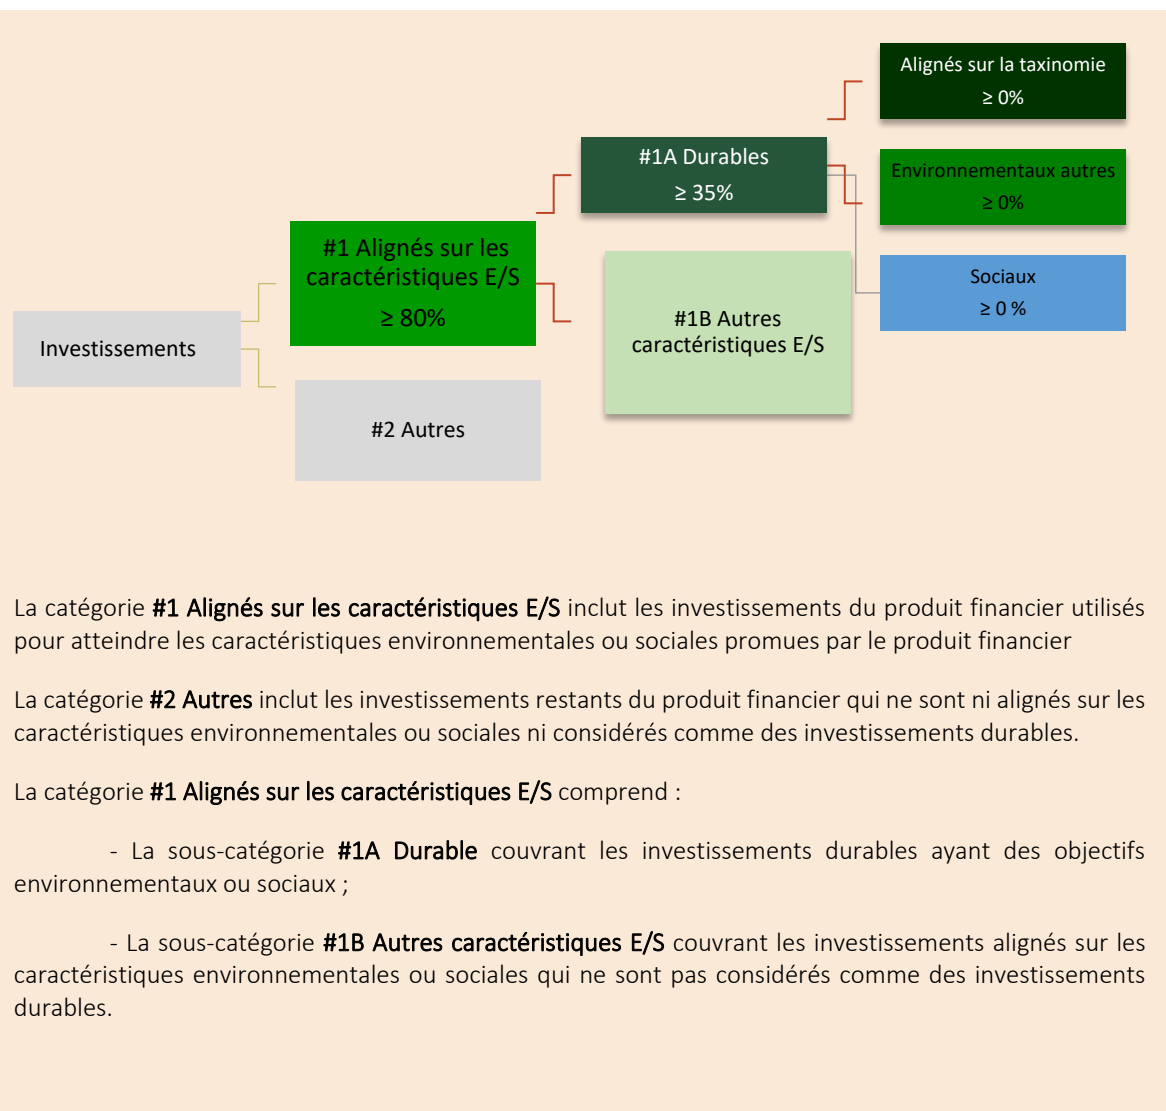 Alignés sur la taxinomie
≥ 0%
#1A Durables
≥ 35%
Environnementaux autres
≥ 0%
#1 Alignés sur les
caractéristiques E/S
≥ 80%
Sociaux
≥ 0 %
Investissements
#1B Autres
caractéristiques E/S
#2 Autres
La catégorie #1 Alignés sur les caractéristiques E/S inclut les investissements du produit financier utilisés
pour atteindre les caractéristiques environnementales ou sociales promues par le produit financier
La catégorie #2 Autres inclut les investissements restants du produit financier qui ne sont ni alignés sur les
caractéristiques environnementales ou sociales ni considérés comme des investissements durables.
La catégorie #1 Alignés sur les caractéristiques E/S comprend :
- La sous-catégorie #1A Durable couvrant les investissements durables ayant des objectifs
environnementaux ou sociaux ;
- La sous-catégorie #1B Autres caractéristiques E/S couvrant les investissements alignés sur les
caractéristiques environnementales ou sociales qui ne sont pas considérés comme des investissements
durables.